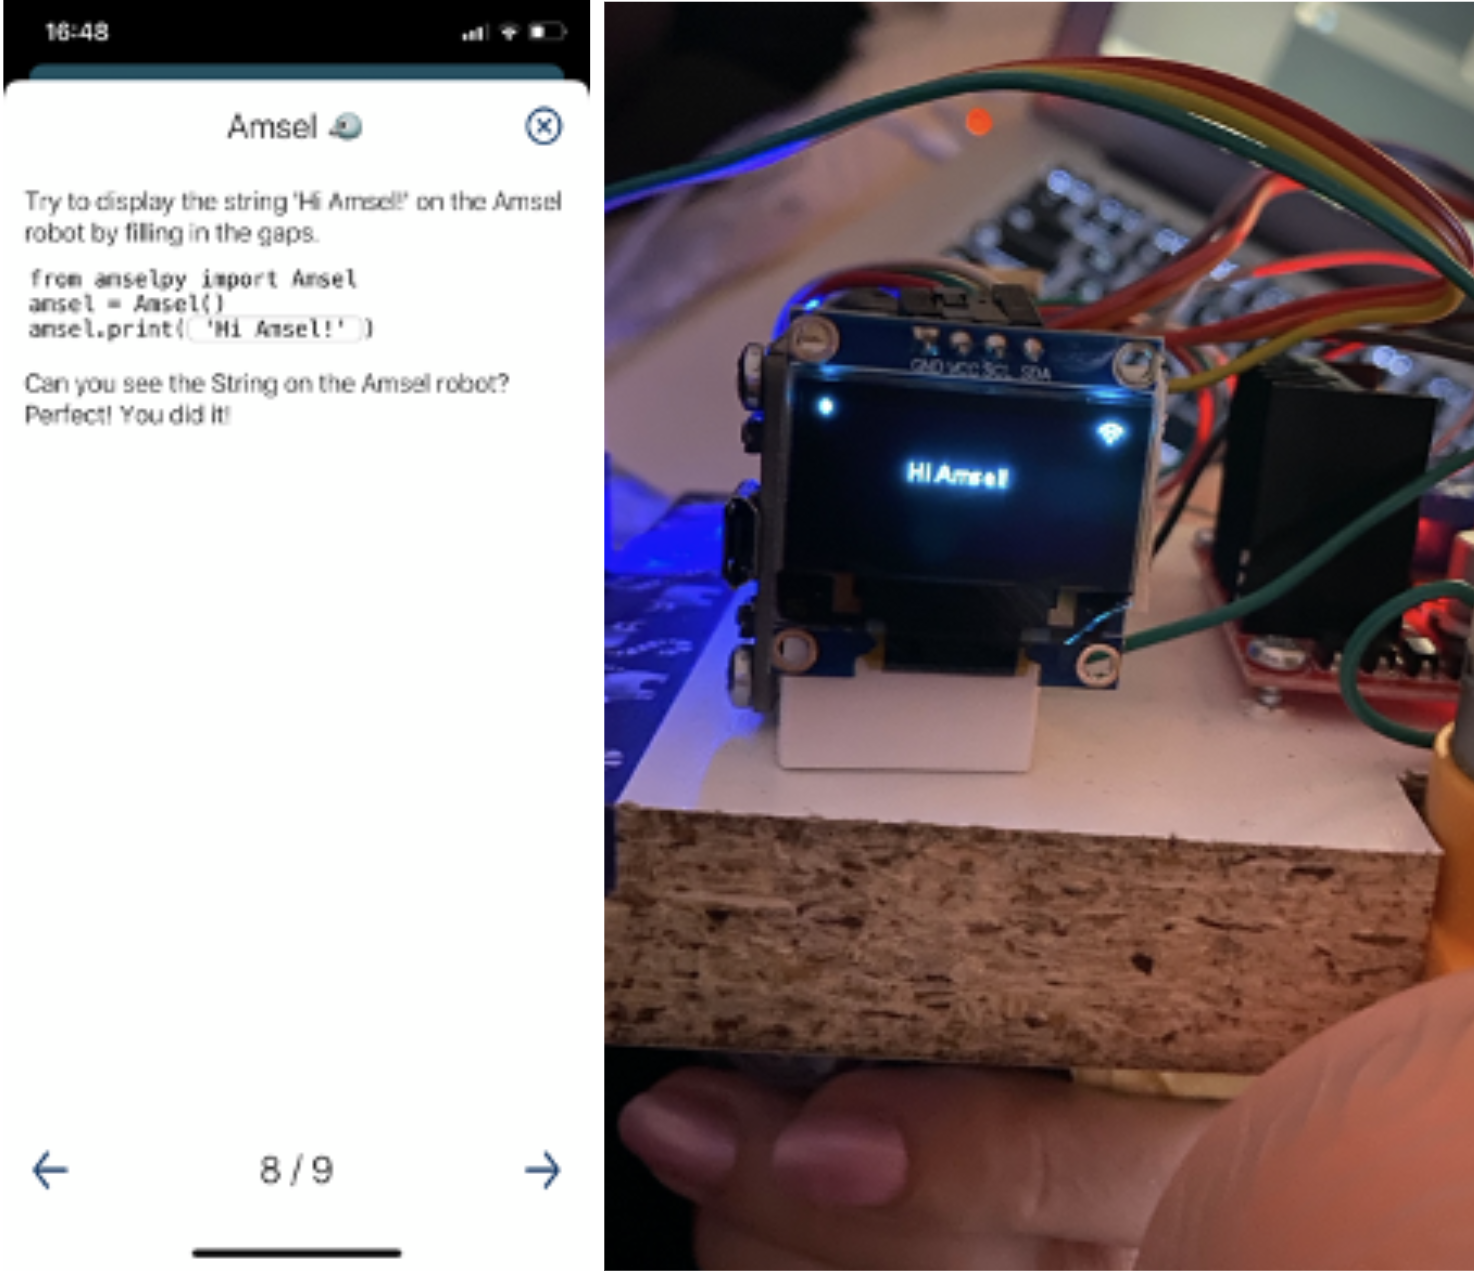 16:48
Amsel
Try to display the string 'Hi Amsel!' on the Amsel
robot by filling in the gaps.
from amselpy import Amsel
amsel = Amsel()
amsel.print( 'Hi Amsel!' )
Can you see the String on the Amsel robot?
Perfect! You did it!
8 / 9
GND VCC SCL SDA
Hi Amsel!